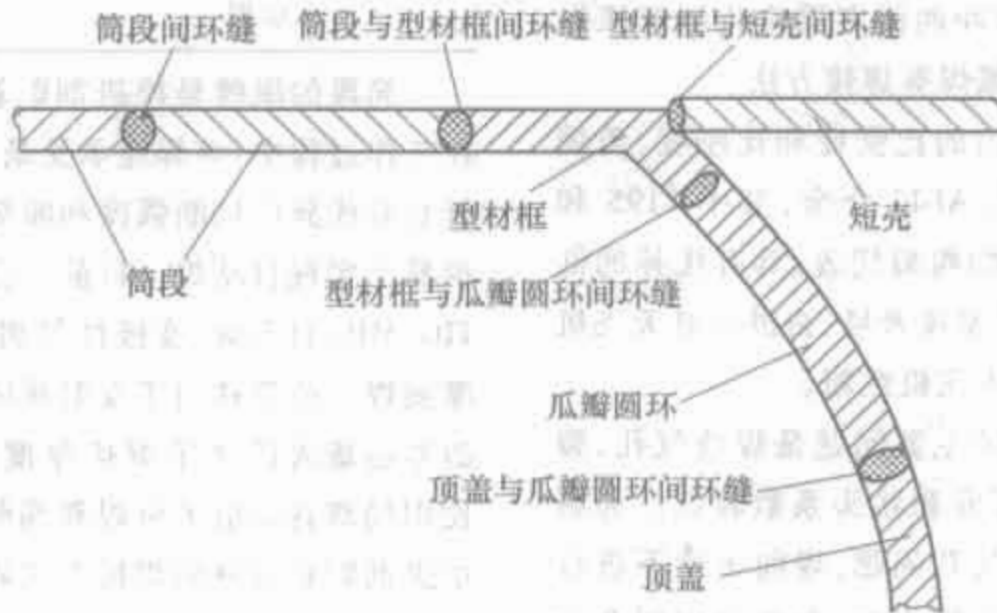 筒段间环缝
筒段与型材框间环缝
型材框与短壳间环缝
型材框
短壳
筒段
型材框与瓜瓣圆环间环缝
瓜瓣圆环
顶盖与瓜瓣圆环间环缝
顶盖